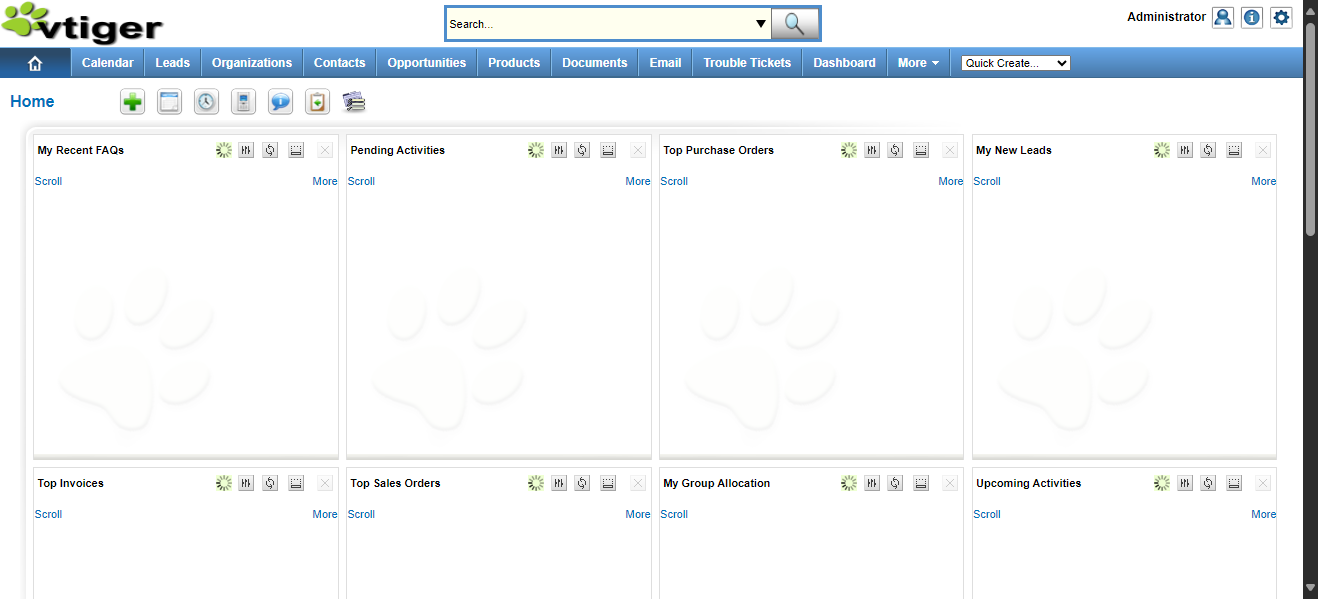 vtiger
Search...
Administrator
Calendar Leads Organizations Contacts Opportunities Products Documents Email Trouble Tickets Dashboard More Quick Create...
Home
My Recent FAQs Pending Activities Top Purchase Orders My New Leads
Scroll More Scroll More Scroll More Scroll More
Top Invoices Top Sales Orders My Group Allocation Upcoming Activities
Scroll More Scroll More Scroll More Scroll More